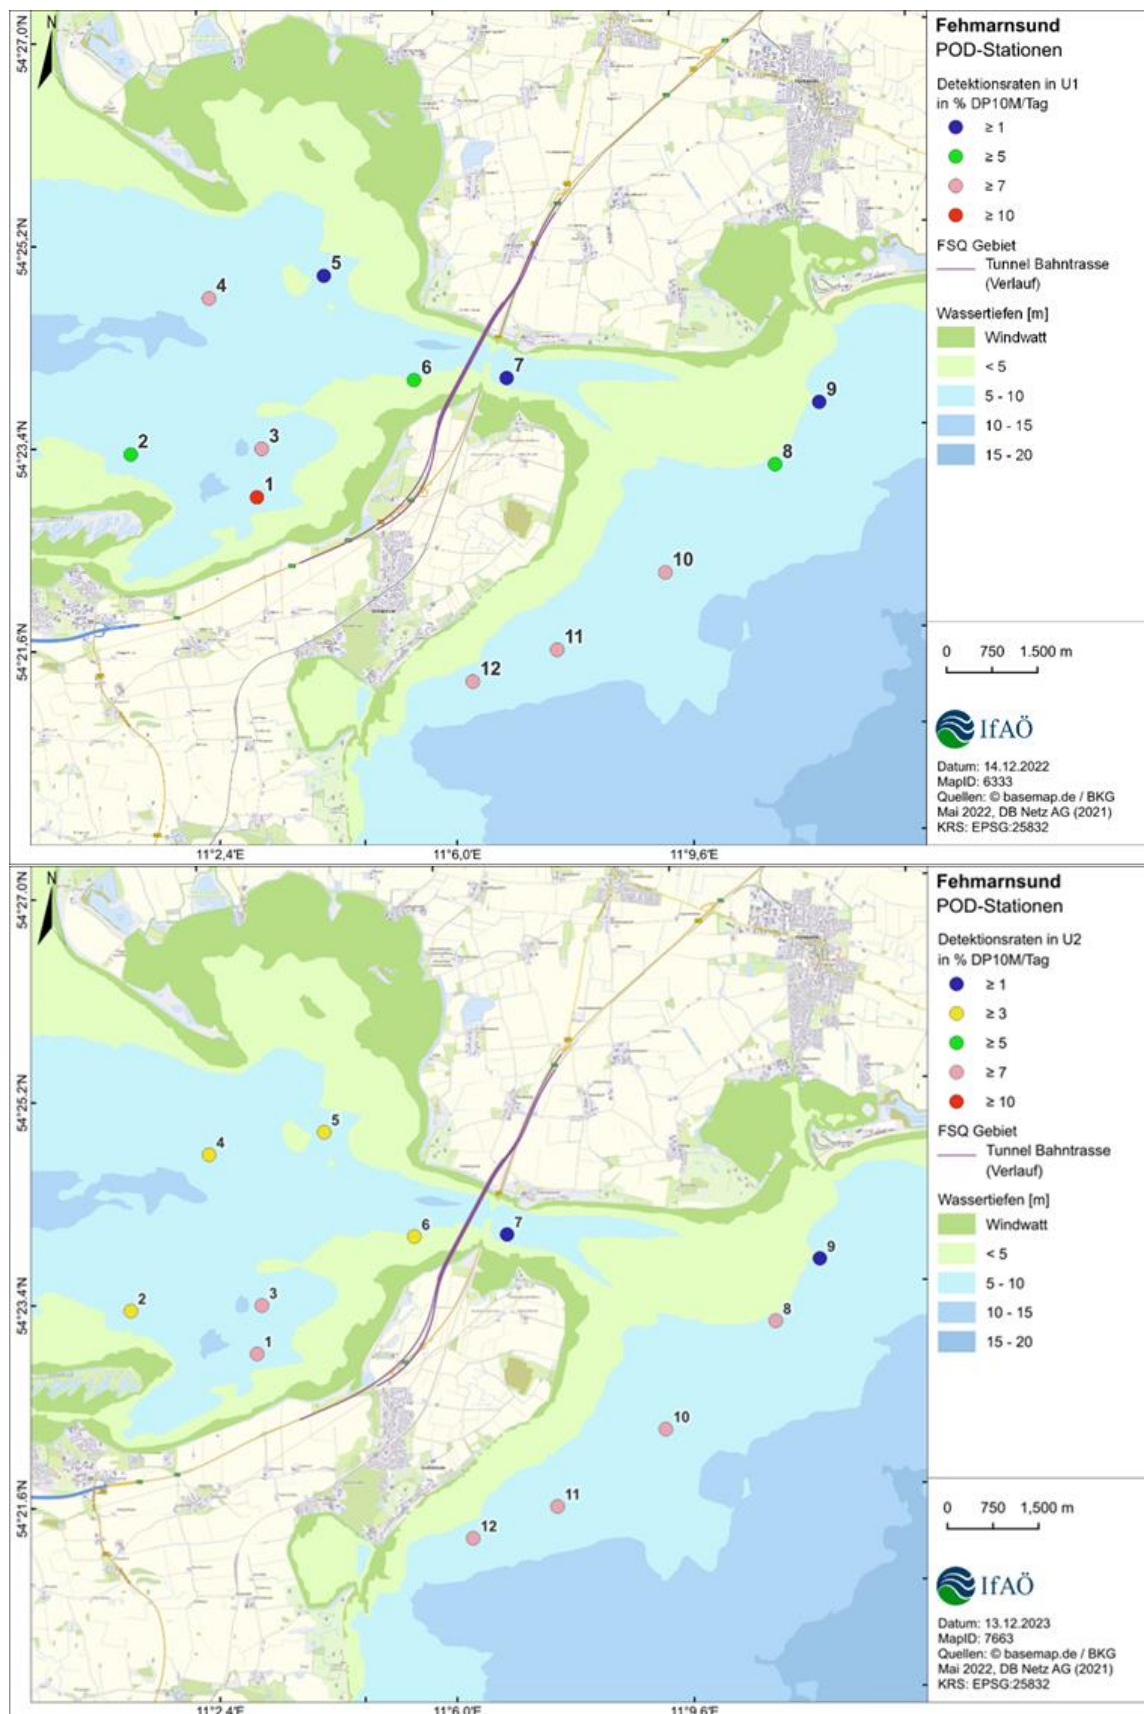 Fehmarnsund
POD-Stationen
Detektionsraten in U1
in % DP10M/Tag
≥ 1
≥ 5
≥ 7
≥ 10
FSQ Gebiet
Tunnel Bahntrasse
(Verlauf)
Wassertiefen [m]
Windwatt
< 5
5 - 10
10 - 15
15 - 20
0 750 1.500 m
IfAÖ
Datum: 14.12.2022
MapID: 6333
Quellen: © basemap.de / BKG
Mai 2022, DB Netz AG (2021)
KRS: EPSG:25832
N
54°27,0'N
54°25,2'N
54°23,4'N
54°21,6'N
11°2,4'E
11°6,0'E
11°9,6'E
5
4
6
7
9
3
2
8
1
10
11
12
Fehmarnsund
POD-Stationen
Detektionsraten in U2
in % DP10M/Tag
≥ 1
≥ 3
≥ 5
≥ 7
≥ 10
FSQ Gebiet
Tunnel Bahntrasse
(Verlauf)
Wassertiefen [m]
Windwatt
< 5
5 - 10
10 - 15
15 - 20
0 750 1,500 m
IfAÖ
Datum: 13.12.2023
MapID: 7663
Quellen: © basemap.de / BKG
Mai 2022, DB Netz AG (2021)
KRS: EPSG:25832
N
54°27,0'N
54°25,2'N
54°23,4'N
54°21,6'N
11°2,4'E
11°6,0'E
11°9,6'E
5
4
6
7
9
3
2
8
1
10
11
12